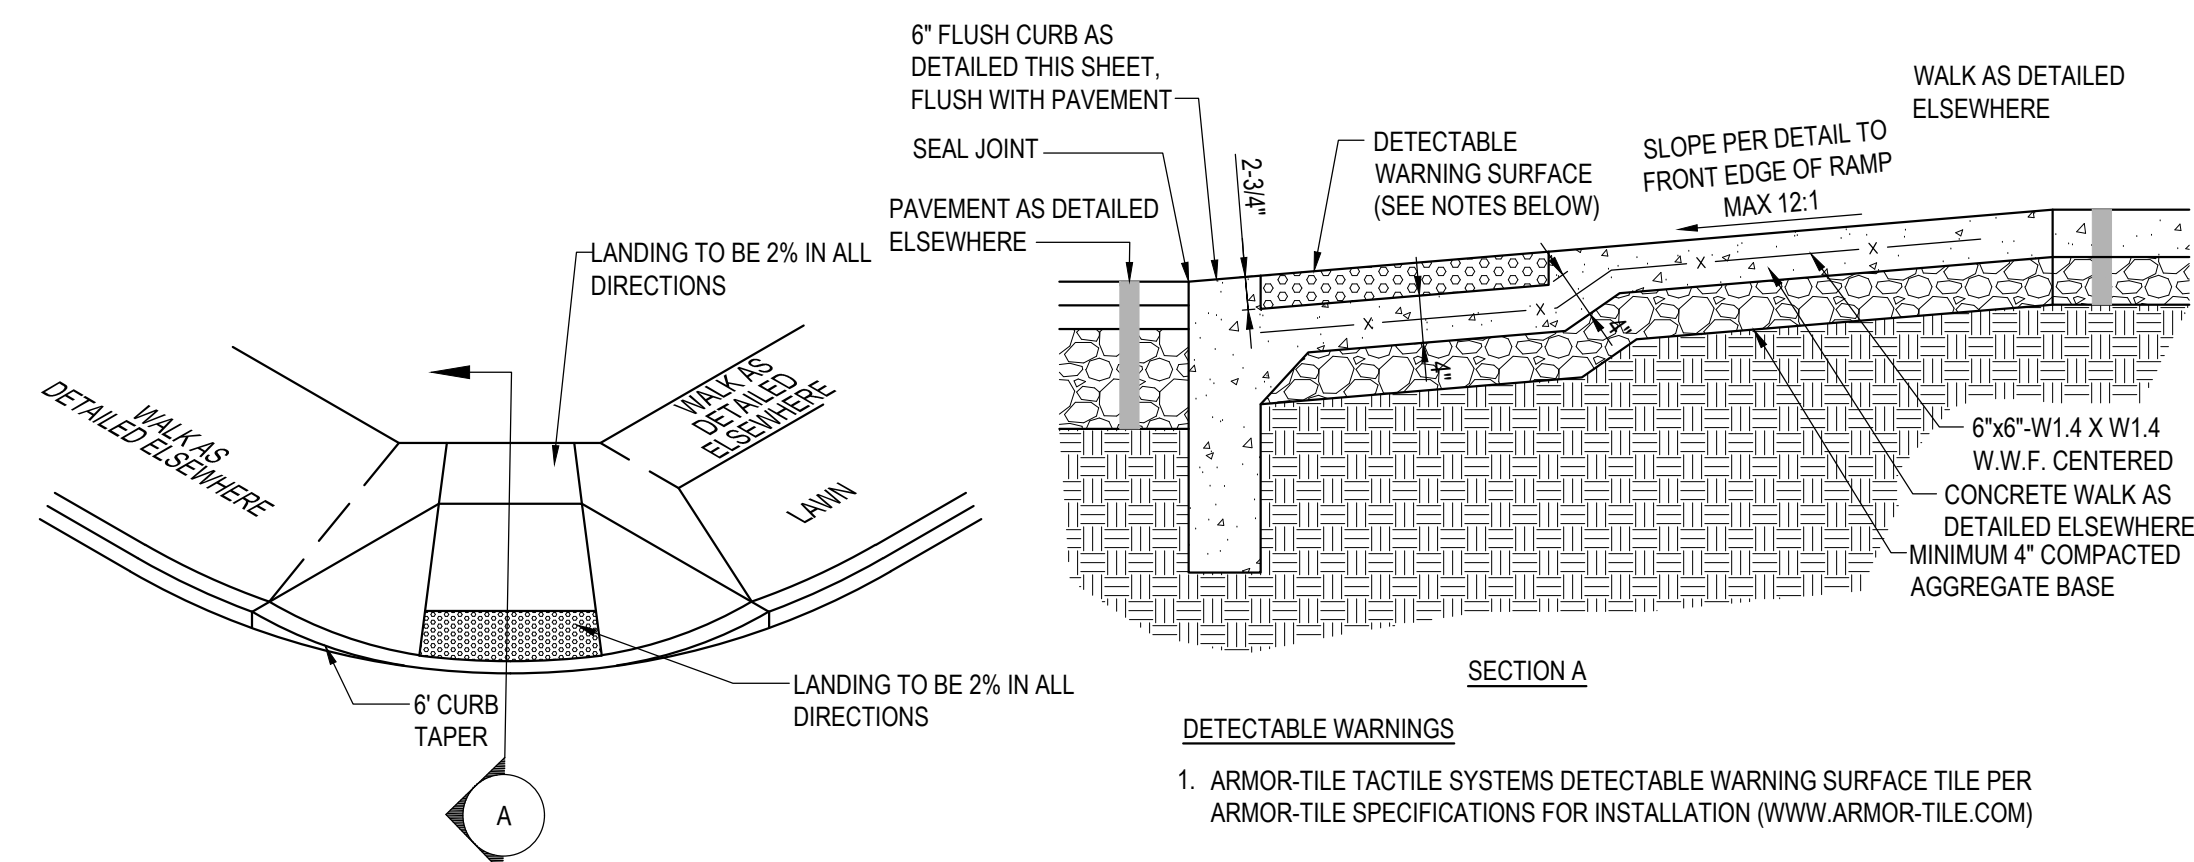 6" FLUSH CURB AS
DETAILED THIS SHEET,
FLUSH WITH PAVEMENT
SEAL JOINT
PAVEMENT AS DETAILED
ELSEWHERE
2-3/4"
DETECTABLE
WARNING SURFACE
(SEE NOTES BELOW)
SLOPE PER DETAIL TO
FRONT EDGE OF RAMP
MAX 12:1
WALK AS DETAILED
ELSEWHERE
LANDING TO BE 2% IN ALL
DIRECTIONS
WALK AS
DETAILED ELSEWHERE
WALK AS
DETAILED
ELSEWHERE
LAWN
X
X
X
X
4"
4"
6"x6"-W1.4 X W1.4
W.W.F. CENTERED
CONCRETE WALK AS
DETAILED ELSEWHERE
MINIMUM 4" COMPACTED
AGGREGATE BASE
LANDING TO BE 2% IN ALL
DIRECTIONS
6' CURB
TAPER
A
SECTION A
DETECTABLE WARNINGS
1. ARMOR-TILE TACTILE SYSTEMS DETECTABLE WARNING SURFACE TILE PER
ARMOR-TILE SPECIFICATIONS FOR INSTALLATION (WWW.ARMOR-TILE.COM)